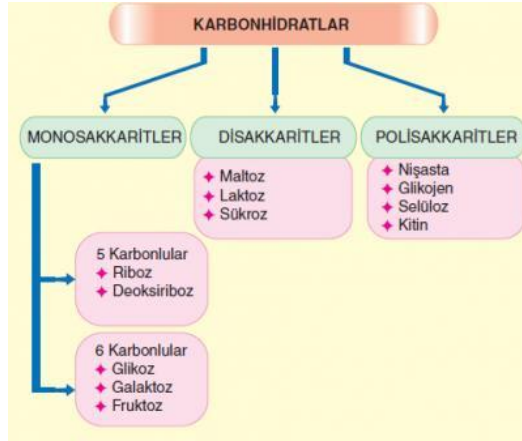 KARBONHİDRATLAR
MONOSAKKARİTLER
DİSAKKARİTLER
POLİSAKKARİTLER
Maltoz
Laktoz
Sükroz
Nişasta
Glikojen
Selüloz
Kitin
5 Karbonlular
Riboz
Deoksiriboz
6 Karbonlular
Glikoz
Galaktoz
Fruktoz